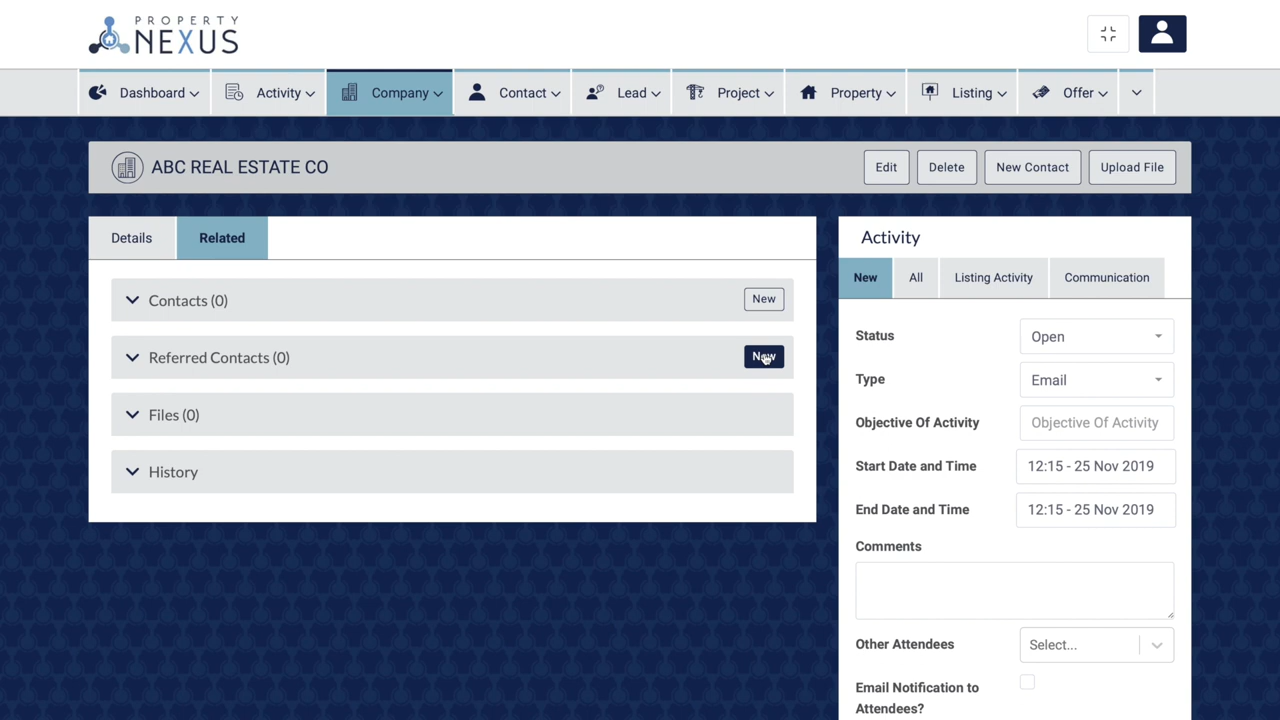 PROPERTY
NEXUS
Dashboard
Activity
Company
Contact
Lead
Project
Property
Listing
Offer
ABC REAL ESTATE CO
Edit
Delete
New Contact
Upload File
Details
Related
Contacts (0)
New
Referred Contacts (0)
New
Files (0)
History
Activity
New
All
Listing Activity
Communication
Status
Open
Type
Email
Objective Of Activity
Objective Of Activity
Start Date and Time
12:15 - 25 Nov 2019
End Date and Time
12:15 - 25 Nov 2019
Comments
Other Attendees
Select...
Email Notification to
Attendees?